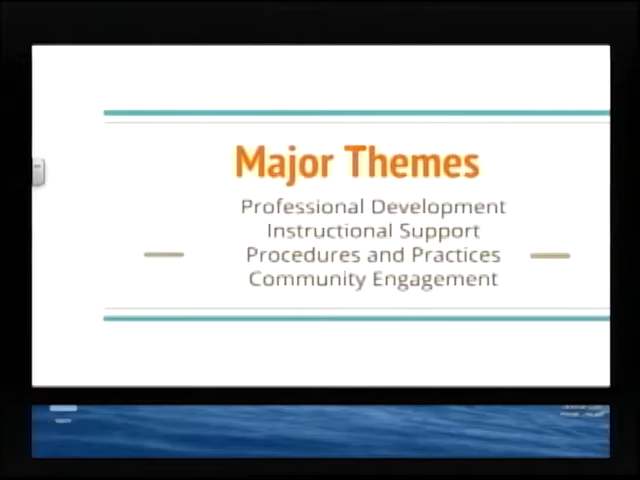 Major Themes
Professional Development
Instructional Support
Procedures and Practices
Community Engagement